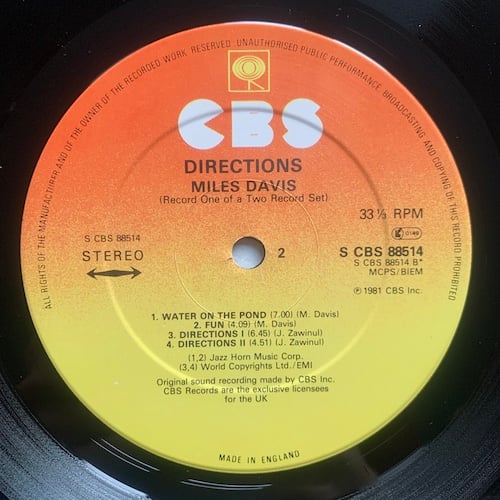 ALL RIGHTS OF THE MANUFACTURER AND OF THE OWNER OF THE RECORDED WORK RESERVED · UNAUTHORISED PUBLIC PERFORMANCE, BROADCASTING AND COPYING OF THIS RECORD PROHIBITED
CBS
DIRECTIONS
MILES DAVIS
(Record One of a Two Record Set)
33⅓ RPM
S CBS 88514
STEREO
2
S CBS 88514
S CBS 88514 B*
MCPS/BIEM
℗ 1981 CBS Inc.
1. WATER ON THE POND (7.00) (M. Davis)
2. FUN (4:09) (M. Davis)
3. DIRECTIONS I (6.45) (J. Zawinul)
4. DIRECTIONS II (4.51) (J. Zawinul)
(1,2) Jazz Horn Music Corp.
(3,4) World Copyrights Ltd./EMI
Original sound recording made by CBS Inc.
CBS Records are the exclusive licensees
for the UK
MADE IN ENGLAND